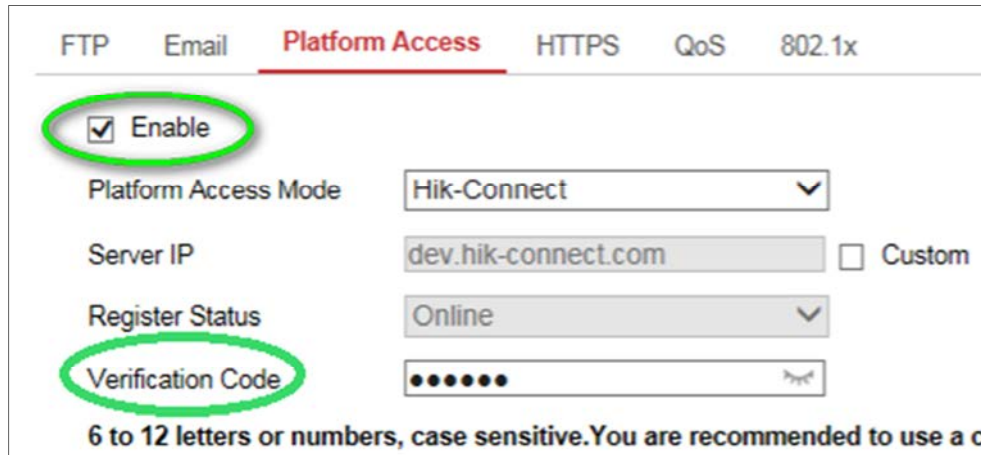 FTP Email Platform Access HTTPS QoS 802.1x
Enable
Platform Access Mode Hik-Connect
Server IP dev.hik-connect.com Custom
Register Status Online
Verification Code ●●●●●●
6 to 12 letters or numbers, case sensitive.You are recommended to use a